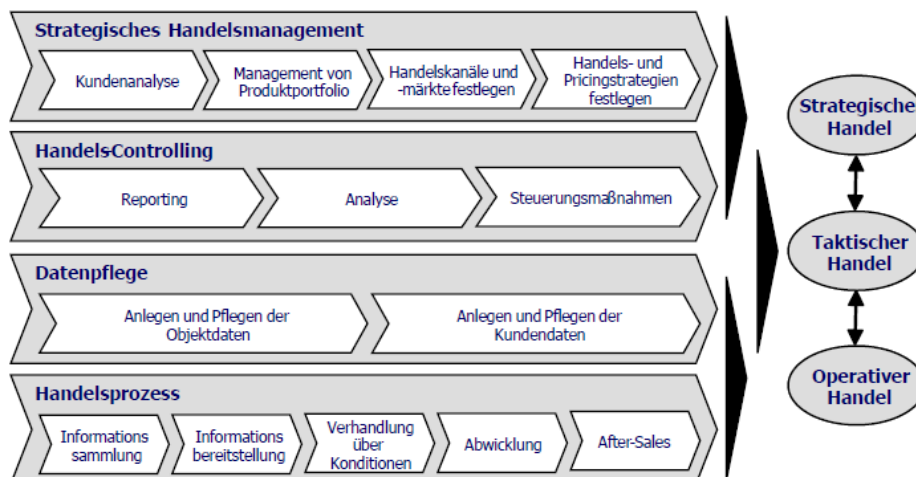 Strategisches Handelsmanagement
Kundenanalyse
Management von
Produktportfolio
Handelskanäle und
-märkte festlegen
Handels- und
Pricingstrategien
festlegen
Handels-Controlling
Reporting
Analyse
Steuerungsmaßnahmen
Datenpflege
Anlegen und Pflegen der
Objektdaten
Anlegen und Pflegen der
Kundendaten
Handelsprozess
Informations
sammlung
Informations
bereitstellung
Verhandlung
über
Konditionen
Abwicklung
After-Sales
Strategischer
Handel
Taktischer
Handel
Operativer
Handel